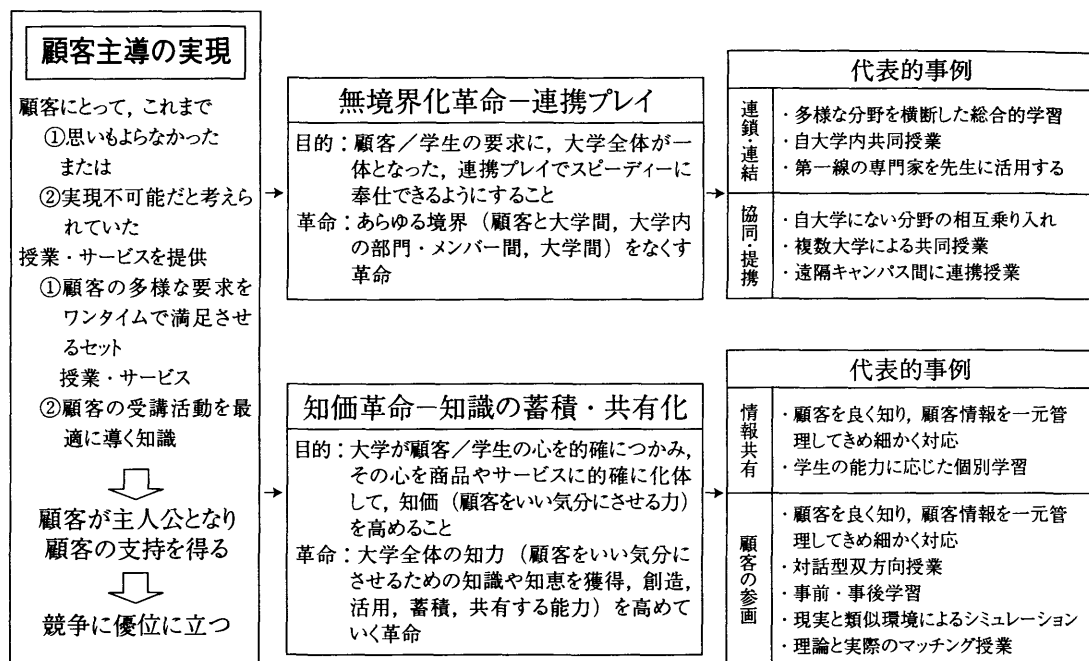 顧客主導の実現
顧客にとって，これまで
①思いもよらなかった
または
②実現不可能だと考えら
れていた
授業・サービスを提供
①顧客の多様な要求を
ワンタイムで満足させ
るセット
授業・サービス
②顧客の受講活動を最
適に導く知識
顧客が主人公となり
顧客の支持を得る
競争に優位に立つ
無境界化革命－連携プレイ
目的：顧客／学生の要求に，大学全体が一
体となった，連携プレイでスピーディーに
奉仕できるようにすること
革命：あらゆる境界（顧客と大学間，大学内
の部門・メンバー間，大学間）をなくす
革命
代表的事例
連鎖・連結
・多様な分野を横断した総合的学習
・自大学内共同授業
・第一線の専門家を先生に活用する
協同・提携
・自大学にない分野の相互乗り入れ
・複数大学による共同授業
・遠隔キャンパス間に連携授業
知価革命－知識の蓄積・共有化
目的：大学が顧客／学生の心を的確につかみ，
その心を商品やサービスに的確に化体
して，知価（顧客をいい気分にさせる力）
を高めること
革命：大学全体の知力（顧客をいい気分に
させるための知識や知恵を獲得，創造，
活用，蓄積，共有する能力）を高めて
いく革命
代表的事例
情報共有
・顧客を良く知り，顧客情報を一元管
理してきめ細かく対応
・学生の能力に応じた個別学習
顧客の参画
・顧客を良く知り，顧客情報を一元管
理してきめ細かく対応
・対話型双方向授業
・事前・事後学習
・現実と類似環境によるシミュレーション
・理論と実際のマッチング授業